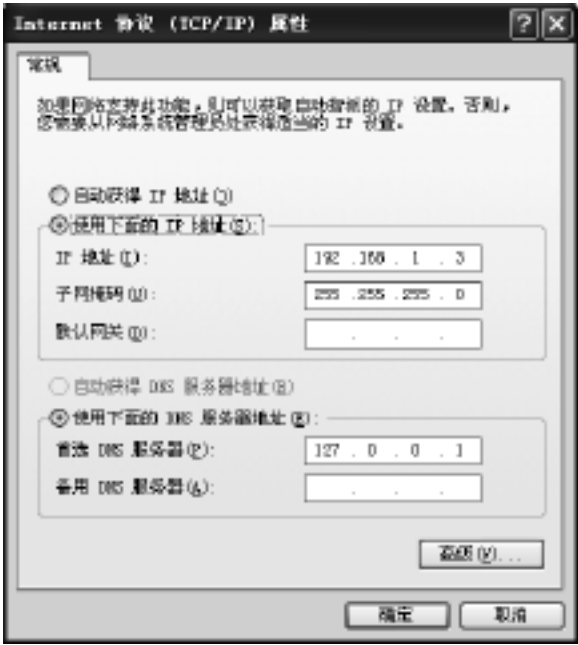 Internet 协议 (TCP/IP) 属性
常规
如果网络支持此功能，则可以获取自动指派的 IP 设置。否则，
您需要从网络系统管理员处获得适当的 IP 设置。
自动获得 IP 地址(O)
使用下面的 IP 地址(S):
IP 地址(I): 192 .168 . 1 . 3
子网掩码(U): 255 .255 .255 . 0
默认网关(D): . . .
自动获得 DNS 服务器地址(B)
使用下面的 DNS 服务器地址(E):
首选 DNS 服务器(P): 127 . 0 . 0 . 1
备用 DNS 服务器(A): . . .
高级(V)...
确定 取消